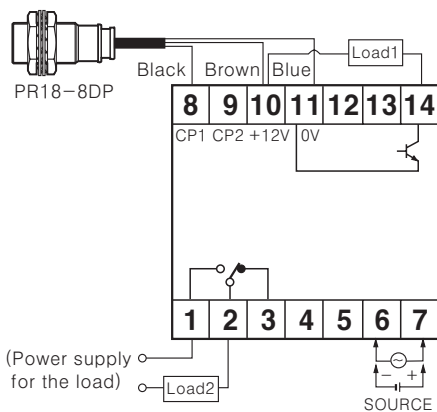 Load1
Black Brown Blue
PR18-8DP
8 9 10 11 12 13 14
CP1 CP2 +12V 0V
1 2 3 4 5 6 7
(Power supply
for the load)
Load2
- +
SOURCE